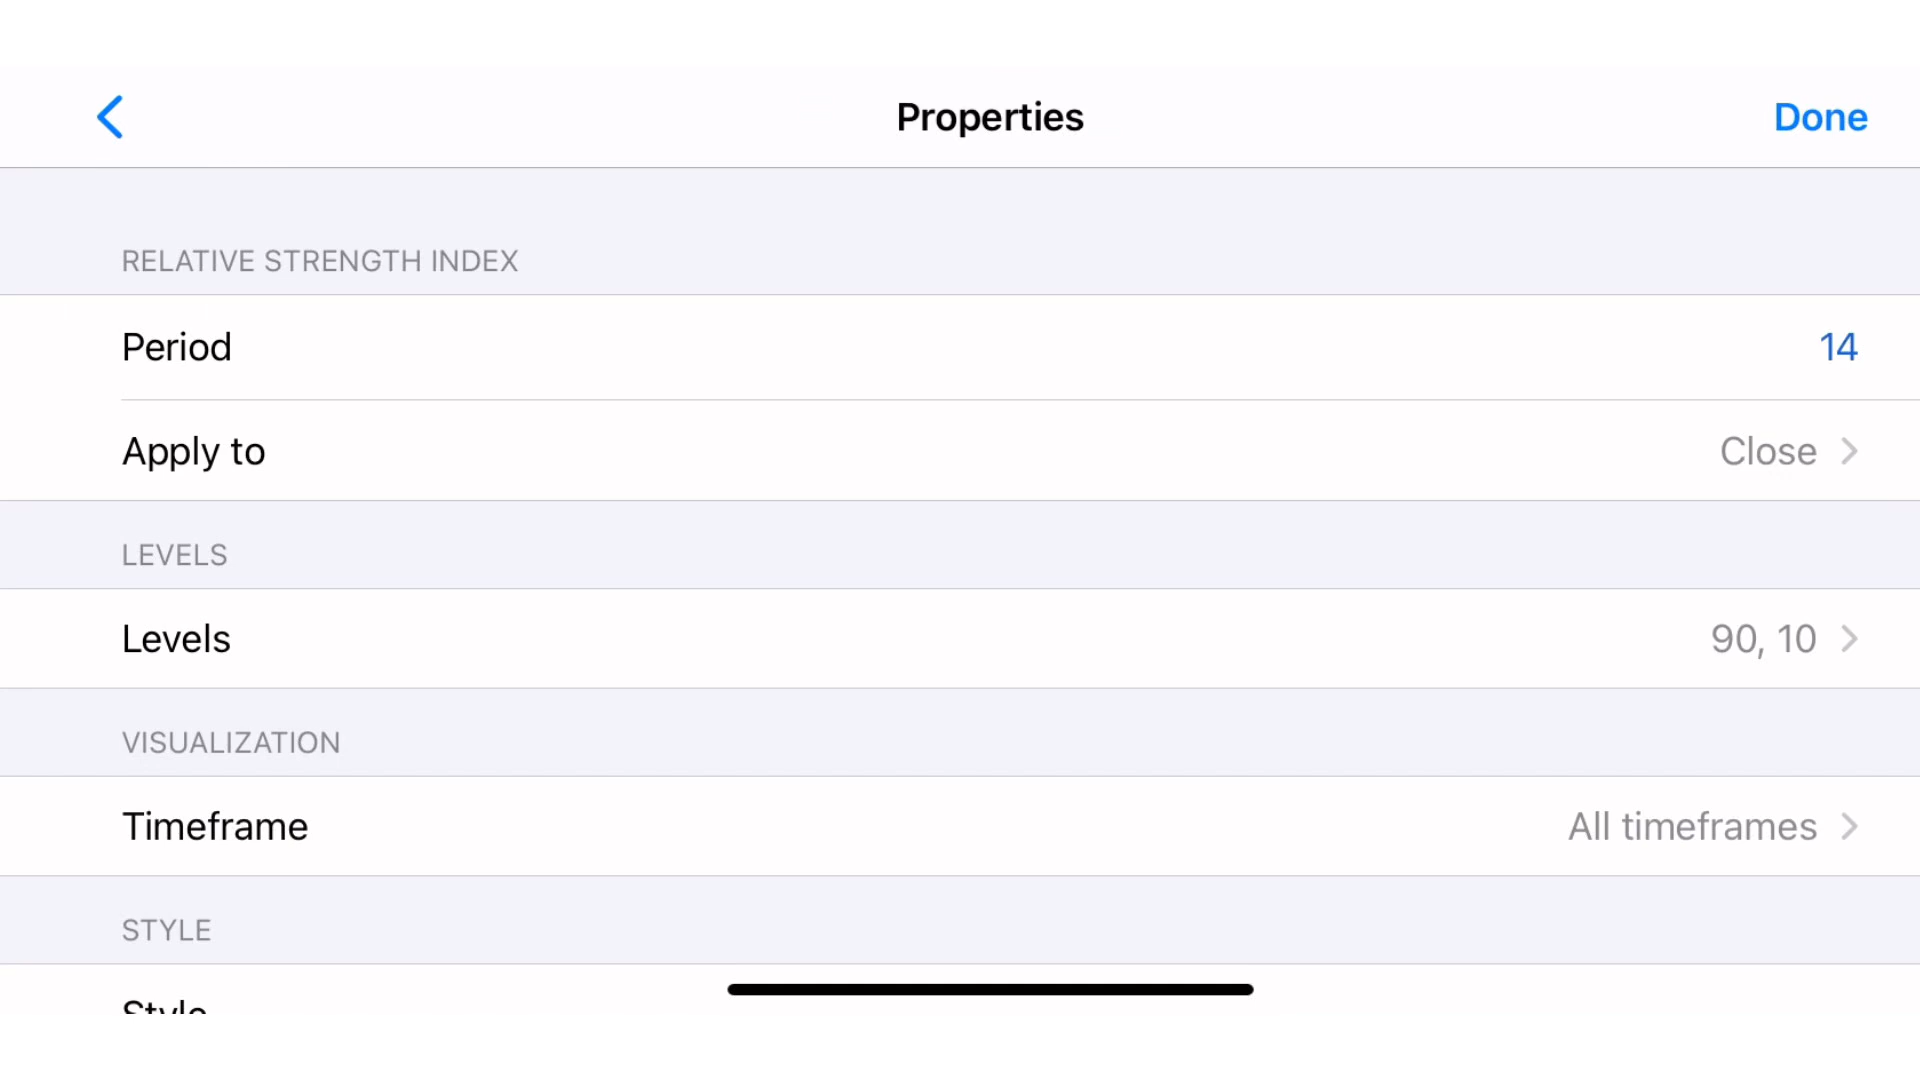 Properties
Done
RELATIVE STRENGTH INDEX
Period
14
Apply to
Close
LEVELS
Levels
90, 10
VISUALIZATION
Timeframe
All timeframes
STYLE
Style